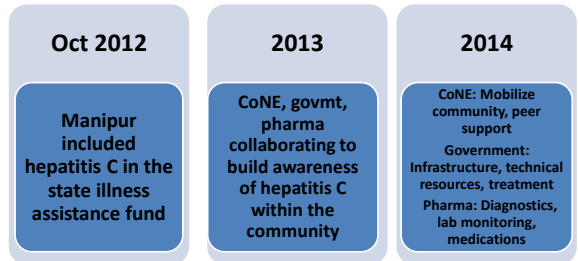 Oct 2012
Manipur
included
hepatitis C in the
state illness
assistance fund
2013
CoNE, govmt,
pharma
collaborating to
build awareness
of hepatitis C
within the
community
2014
CoNE: Mobilize
community, peer
support
Government:
Infrastructure, technical
resources, treatment
Pharma: Diagnostics,
lab monitoring,
medications